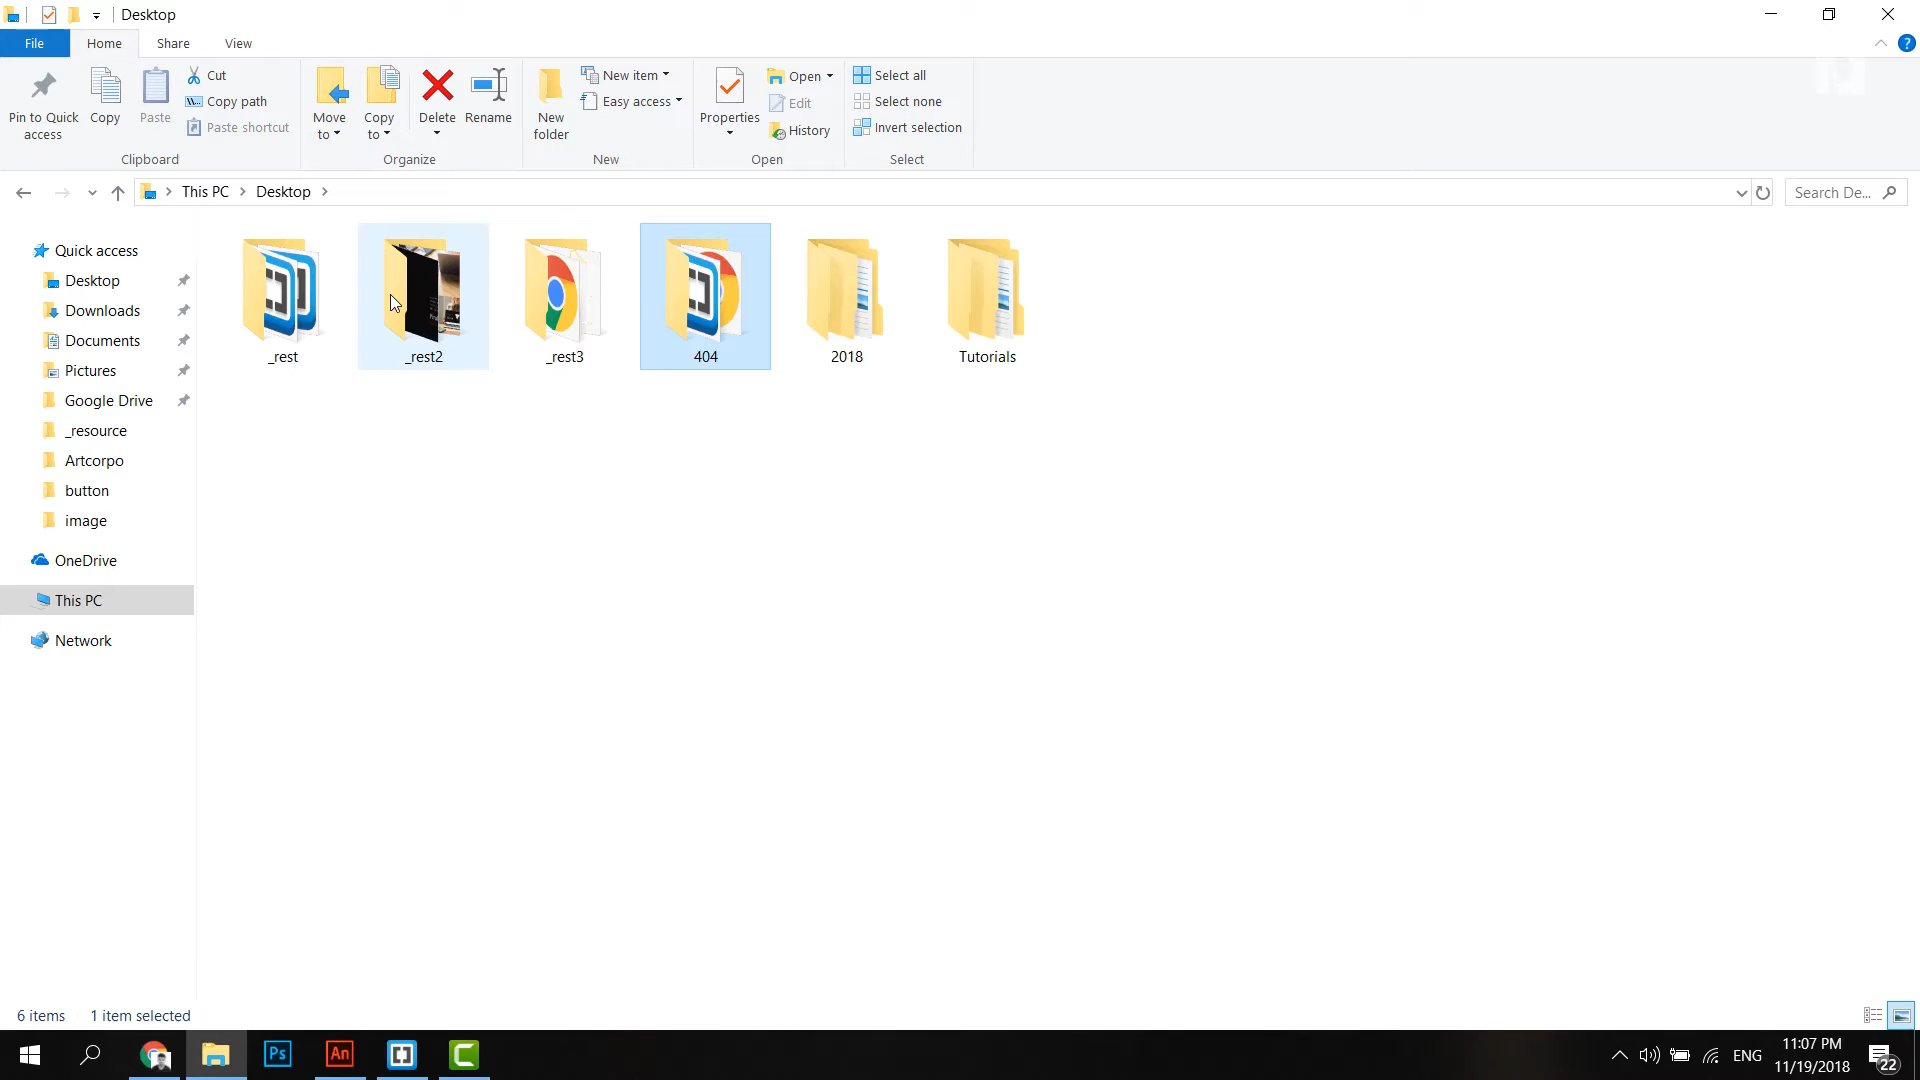 Desktop
File Home Share View
Pin to Quick access
Copy
Paste
Cut
Copy path
Paste shortcut
Clipboard
Move to
Copy to
Delete
Rename
Organize
New folder
New item
Easy access
New
Properties
Open
Edit
History
Open
Select all
Select none
Invert selection
Select
This PC Desktop
Search De...
Quick access
Desktop
Downloads
Documents
Pictures
Google Drive
_resource
Artcorpo
button
image
OneDrive
This PC
Network
_rest _rest2 _rest3 404 2018 Tutorials
6 items 1 item selected
Ps An
ENG
11:07 PM
11/19/2018
22